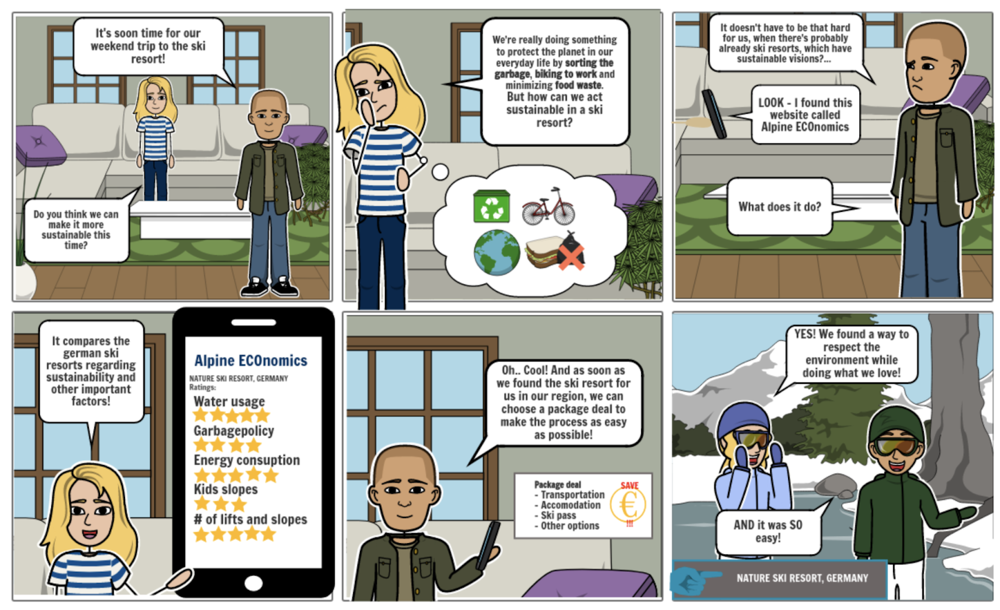 It's soon time for our
weekend trip to the ski
resort!
Do you think we can
make it more
sustainable this
time?
We're really doing something
to protect the planet in our
everyday life by sorting the
garbage, biking to work and
minimizing food waste.
But how can we act
sustainable in a ski
resort?
It doesn't have to be that hard
for us, when there's probably
already ski resorts, which have
sustainable visions?...
LOOK - I found this
website called
Alpine ECOnomics
What does it do?
It compares the
german ski
resorts regarding
sustainability and
other important
factors!
Alpine ECOnomics
NATURE SKI RESORT, GERMANY
Ratings:
Water usage
Garbagepolicy
Energy consuption
Kids slopes
# of lifts and slopes
Oh.. Cool! And as soon as
we found the ski resort for
us in our region, we can
choose a package deal to
make the process as easy
as possible!
Package deal
- Transportation
- Accomodation
- Ski pass
- Other options
SAVE
€
!!!
YES! We found a way to
respect the
environment while
doing what we love!
AND it was SO
easy!
NATURE SKI RESORT, GERMANY